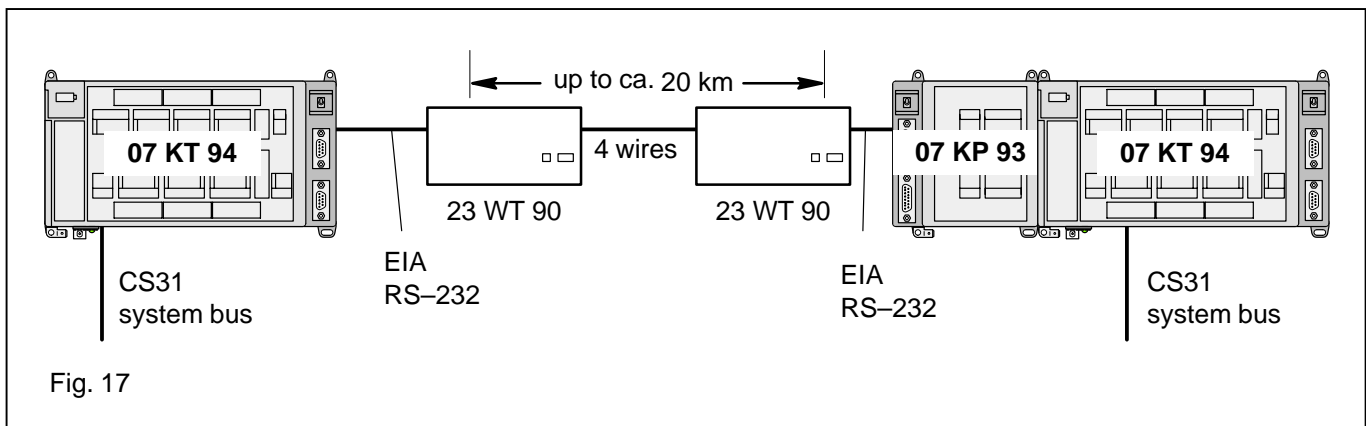 up to ca. 20 km
07 KT 94
4 wires
07 KP 93
07 KT 94
23 WT 90
23 WT 90
EIA
RS–232
EIA
RS–232
CS31
system bus
CS31
system bus
Fig. 17